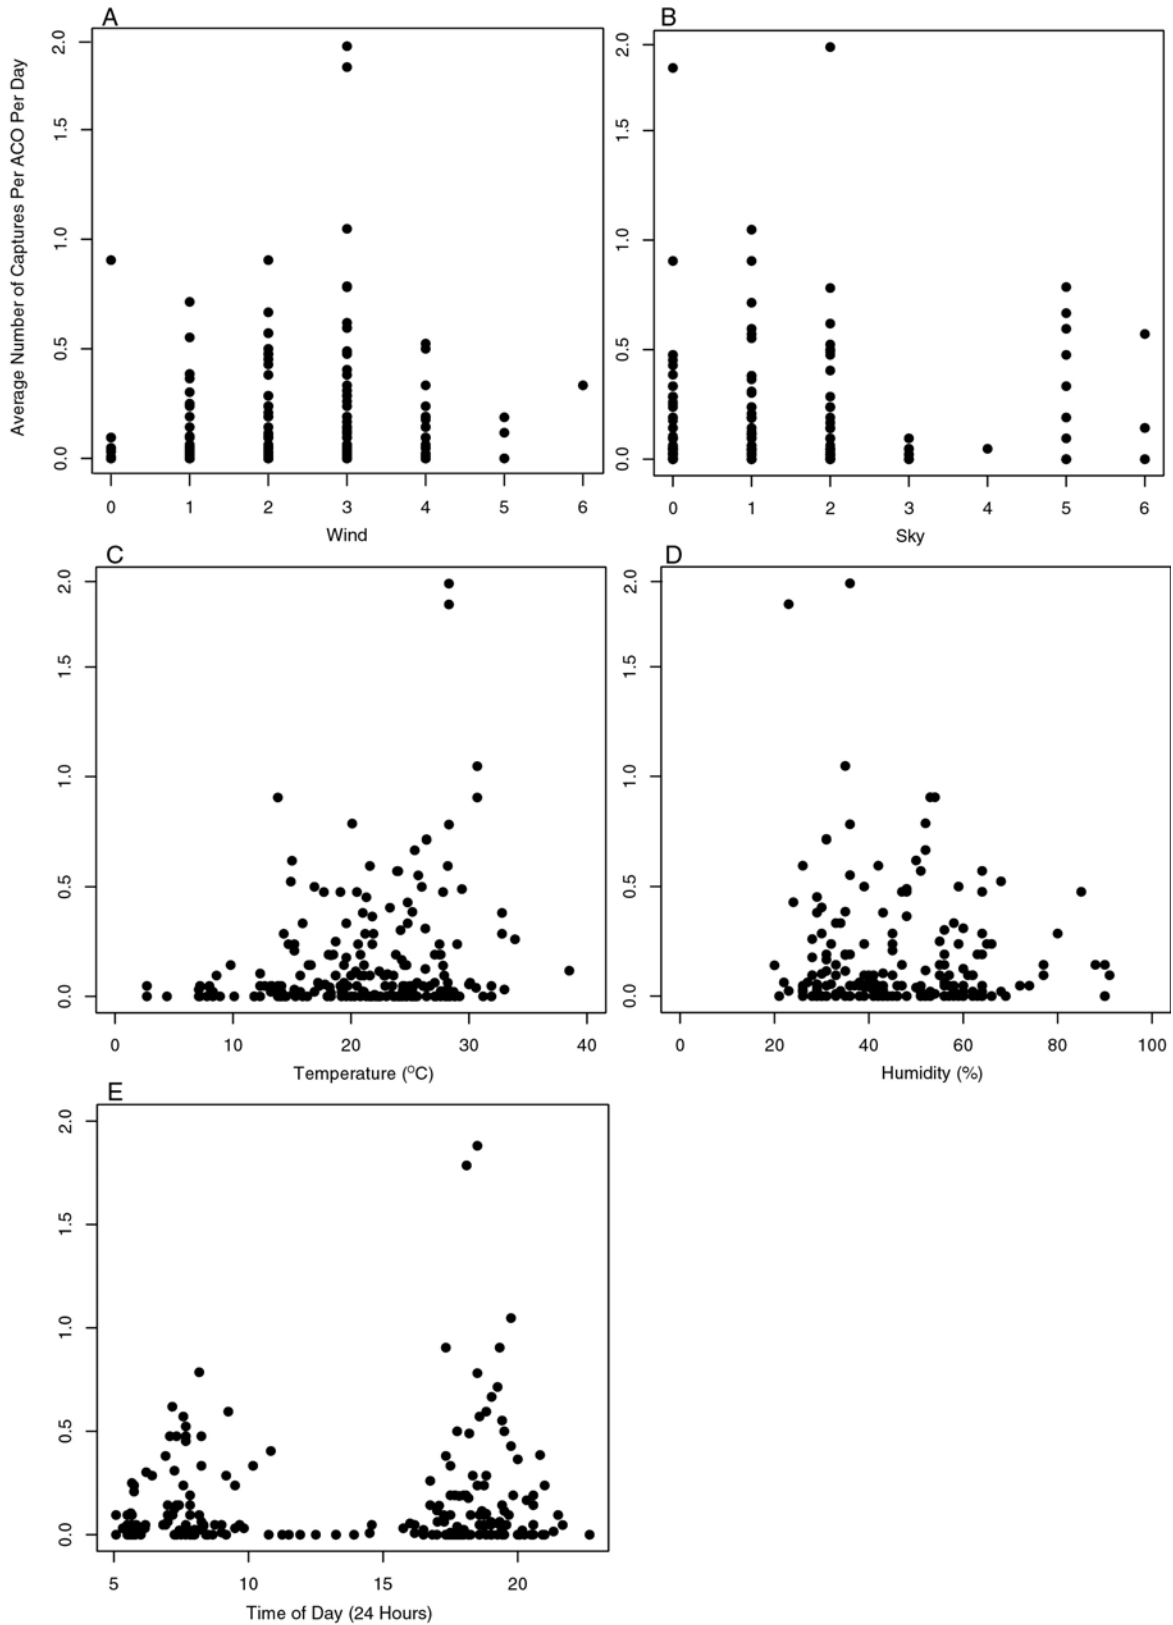 A
B
Average Number of Captures Per ACO Per Day
2.0
1.5
1.0
0.5
0.0
2.0
1.5
1.0
0.5
0.0
0 1 2 3 4 5 6
0 1 2 3 4 5 6
Wind
Sky
C
D
2.0
1.5
1.0
0.5
0.0
2.0
1.5
1.0
0.5
0.0
0 10 20 30 40
0 20 40 60 80 100
Temperature (OC)
Humidity (%)
E
2.0
1.5
1.0
0.5
0.0
5 10 15 20
Time of Day (24 Hours)